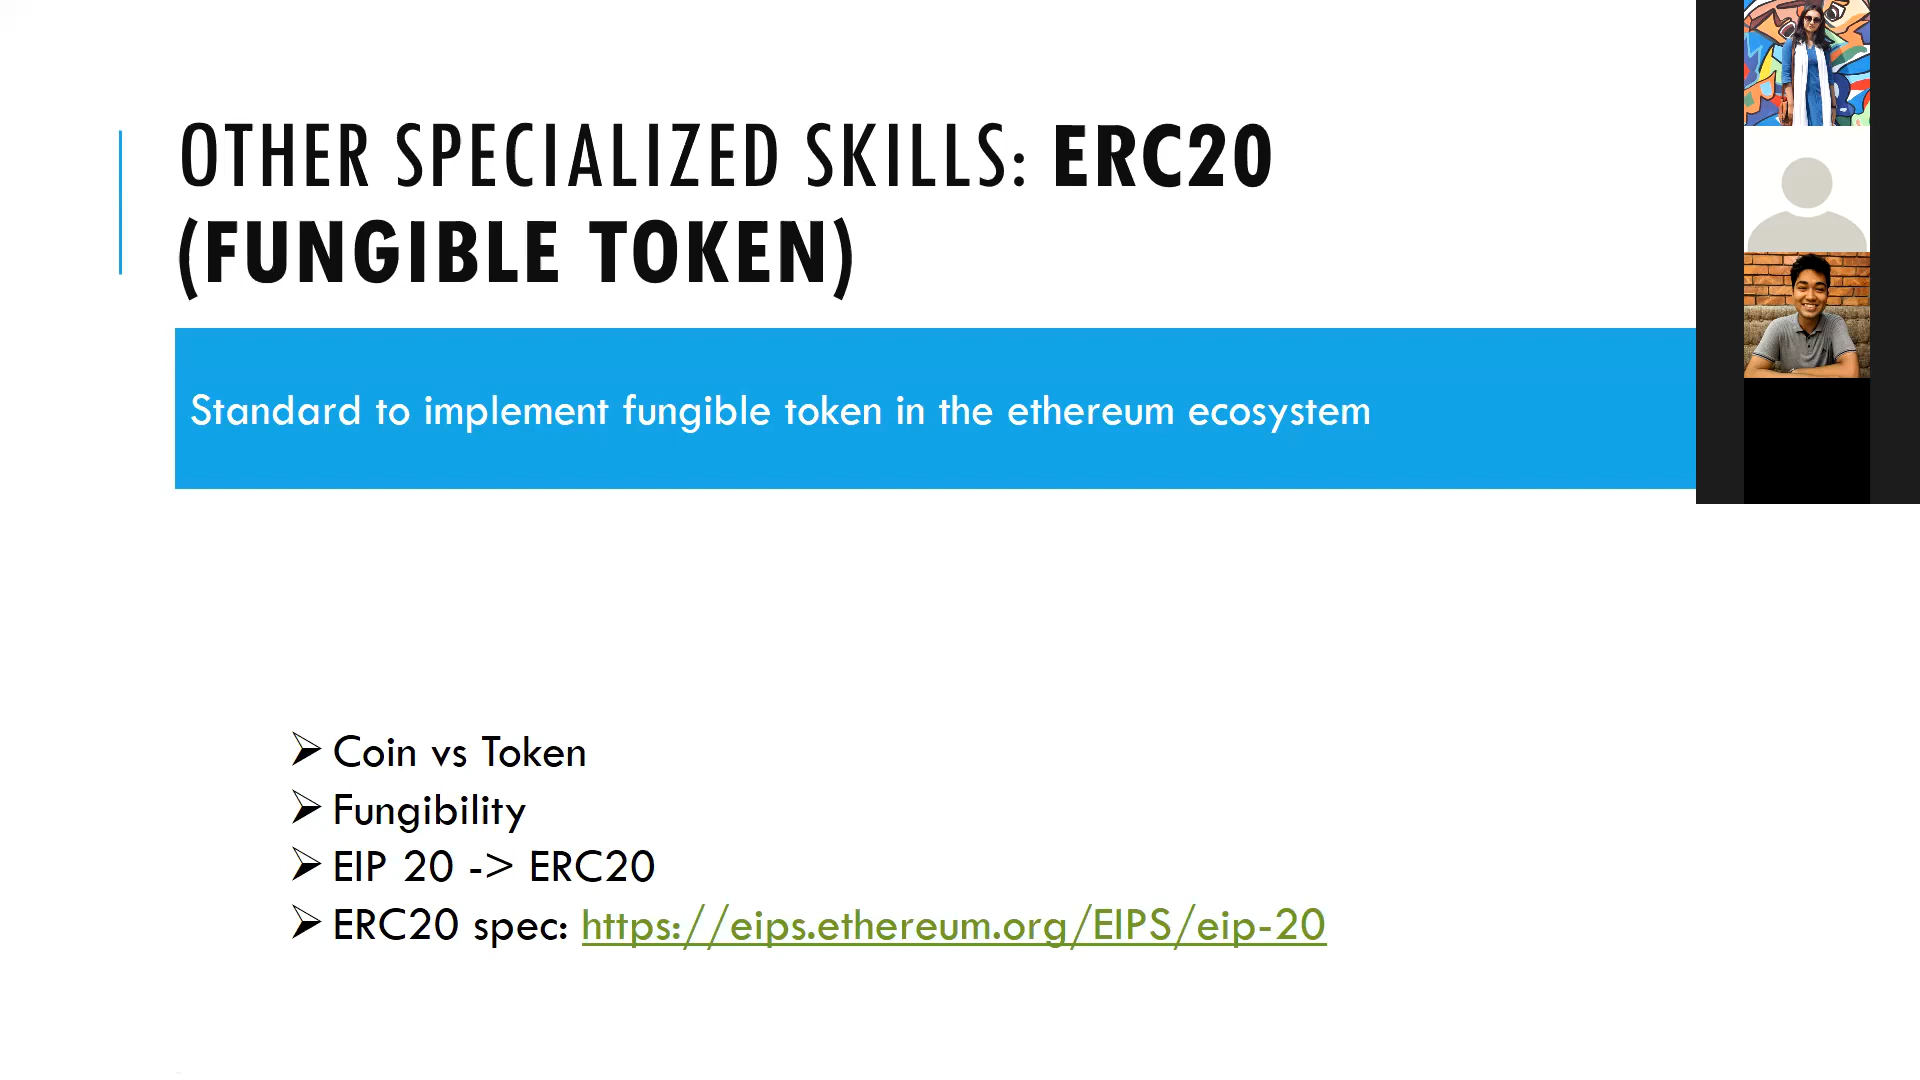 OTHER SPECIALIZED SKILLS: ERC20
(FUNGIBLE TOKEN)
Standard to implement fungible token in the ethereum ecosystem
➢ Coin vs Token
➢ Fungibility
➢ EIP 20 -> ERC20
➢ ERC20 spec: https://eips.ethereum.org/EIPS/eip-20